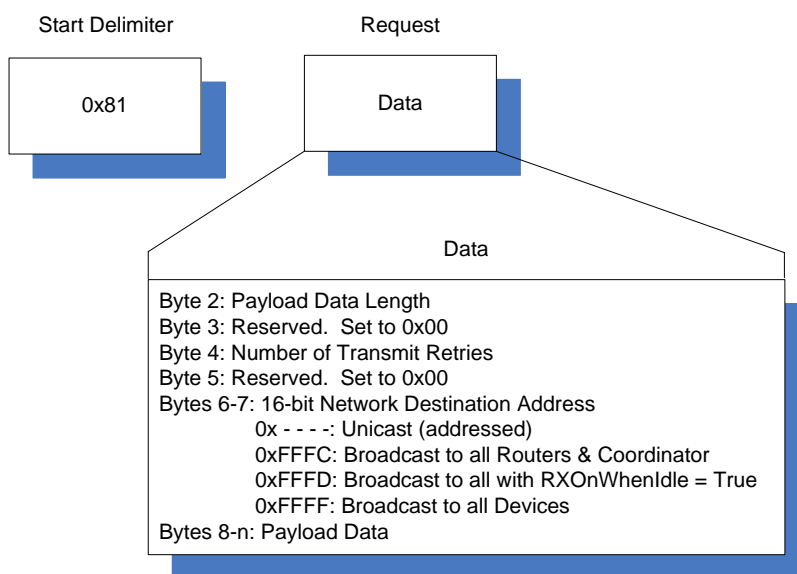 Start Delimiter
Request
0x81
Data
Data
Byte 2: Payload Data Length
Byte 3: Reserved.  Set to 0x00
Byte 4: Number of Transmit Retries
Byte 5: Reserved.  Set to 0x00
Bytes 6-7: 16-bit Network Destination Address
0x - - - -: Unicast (addressed)
0xFFFC: Broadcast to all Routers & Coordinator
0xFFFD: Broadcast to all with RXOnWhenIdle = True
0xFFFF: Broadcast to all Devices
Bytes 8-n: Payload Data